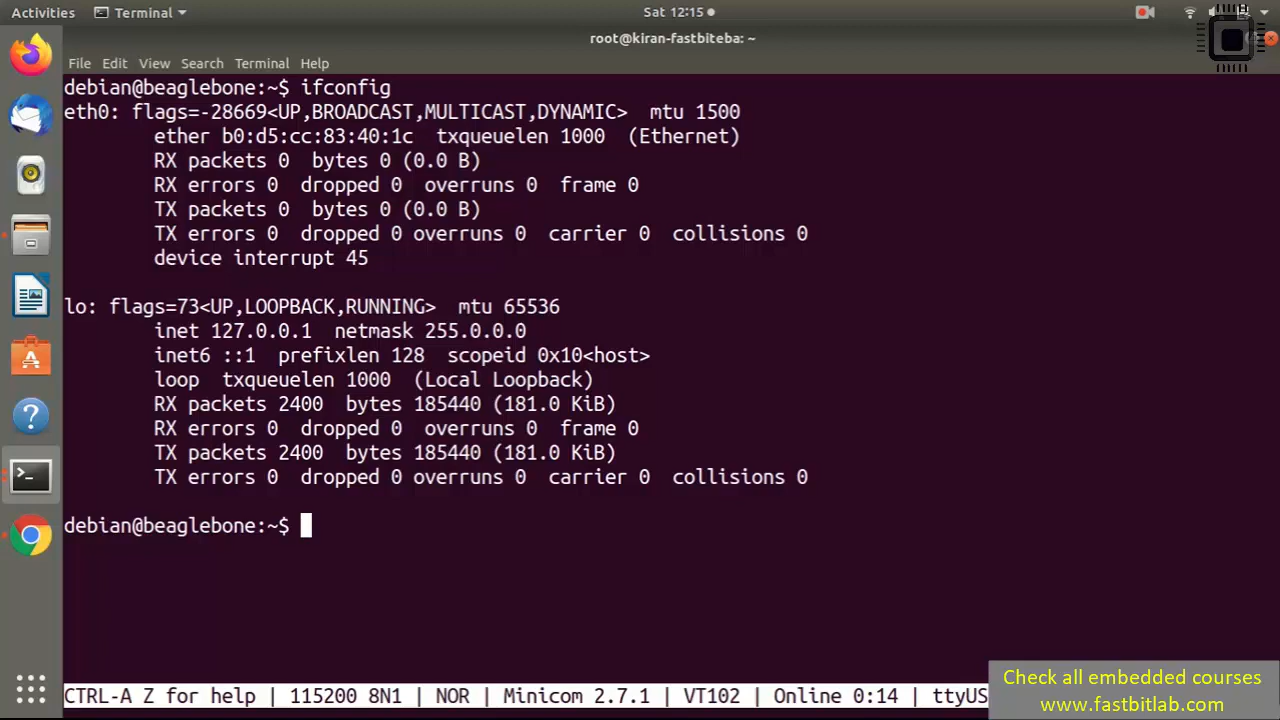 Activities Terminal Sat 12:15
root@kiran-fastbiteba: ~
File Edit View Search Terminal Help
debian@beaglebone:~$ ifconfig
eth0: flags=-28669<UP,BROADCAST,MULTICAST,DYNAMIC>  mtu 1500
        ether b0:d5:cc:83:40:1c  txqueuelen 1000  (Ethernet)
        RX packets 0  bytes 0 (0.0 B)
        RX errors 0  dropped 0  overruns 0  frame 0
        TX packets 0  bytes 0 (0.0 B)
        TX errors 0  dropped 0 overruns 0  carrier 0  collisions 0
        device interrupt 45
lo: flags=73<UP,LOOPBACK,RUNNING>  mtu 65536
        inet 127.0.0.1  netmask 255.0.0.0
        inet6 ::1  prefixlen 128  scopeid 0x10<host>
        loop  txqueuelen 1000  (Local Loopback)
        RX packets 2400  bytes 185440 (181.0 KiB)
        RX errors 0  dropped 0  overruns 0  frame 0
        TX packets 2400  bytes 185440 (181.0 KiB)
        TX errors 0  dropped 0 overruns 0  carrier 0  collisions 0
debian@beaglebone:~$
CTRL-A Z for help | 115200 8N1 | NOR | Minicom 2.7.1 | VT102 | Online 0:14 | ttyUS
Check all embedded courses
www.fastbitlab.com